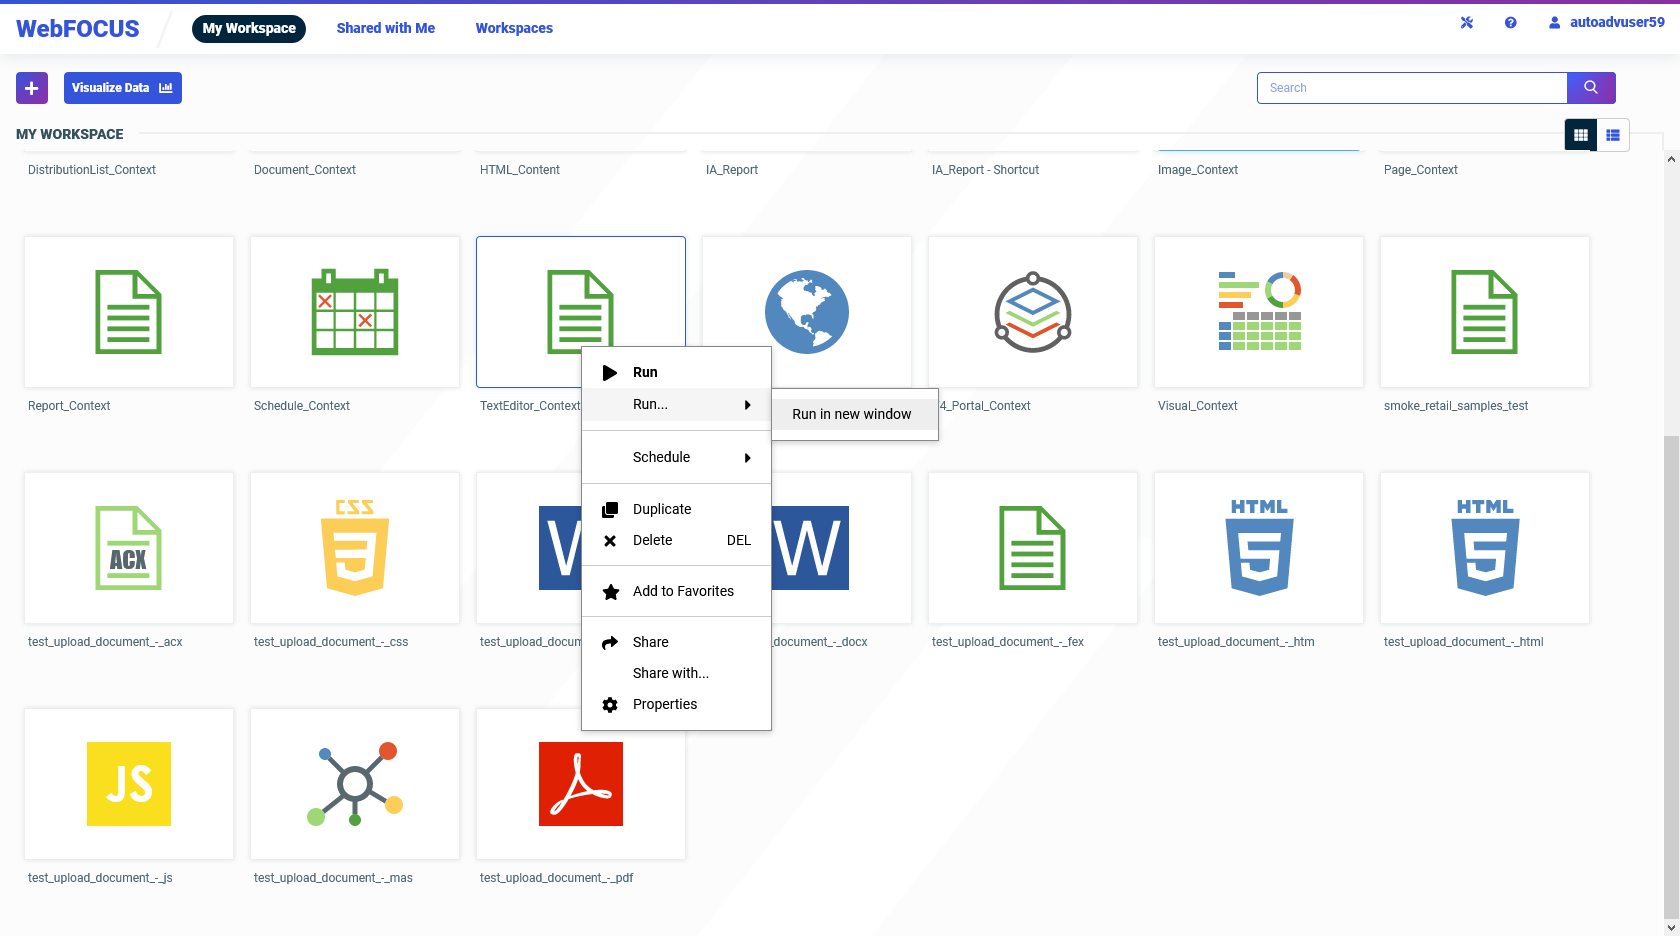 WebFOCUS
My Workspace
Shared with Me
Workspaces
autoadvuser59
Visualize Data
Search
MY WORKSPACE
DistributionList_Context
Document_Context
HTML_Content
IA_Report
IA_Report - Shortcut
Image_Context
Page_Context
Report_Context
Schedule_Context
TextEditor_Context
4_Portal_Context
Visual_Context
smoke_retail_samples_test
Run
Run...
Run in new window
Schedule
Duplicate
Delete DEL
Add to Favorites
Share
Share with...
Properties
ACX
CSS
W
W
HTML
HTML
test_upload_document_-_acx
test_upload_document_-_css
test_upload_docum
_document_-_docx
test_upload_document_-_fex
test_upload_document_-_htm
test_upload_document_-_html
JS
test_upload_document_-_js
test_upload_document_-_mas
test_upload_document_-_pdf